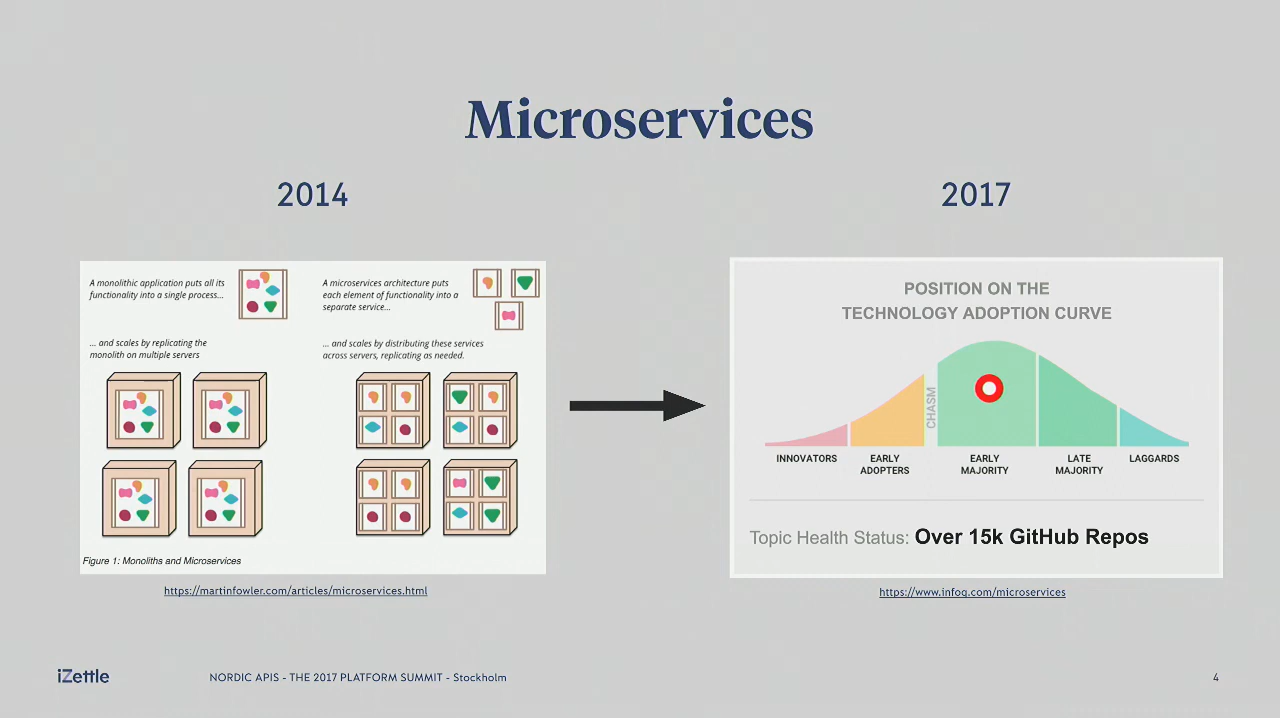 Microservices
2014
2017
A monolithic application puts all its
functionality into a single process...
A microservices architecture puts
each element of functionality into a
separate service...
... and scales by replicating the
monolith on multiple servers
... and scales by distributing these services
across servers, replicating as needed.
Figure 1: Monoliths and Microservices
https://martinfowler.com/articles/microservices.html
POSITION ON THE
TECHNOLOGY ADOPTION CURVE
CHASM
INNOVATORS
EARLY
ADOPTERS
EARLY
MAJORITY
LATE
MAJORITY
LAGGARDS
Topic Health Status: Over 15k GitHub Repos
https://www.infoq.com/microservices
iZettle
NORDIC APIS - THE 2017 PLATFORM SUMMIT - Stockholm
4